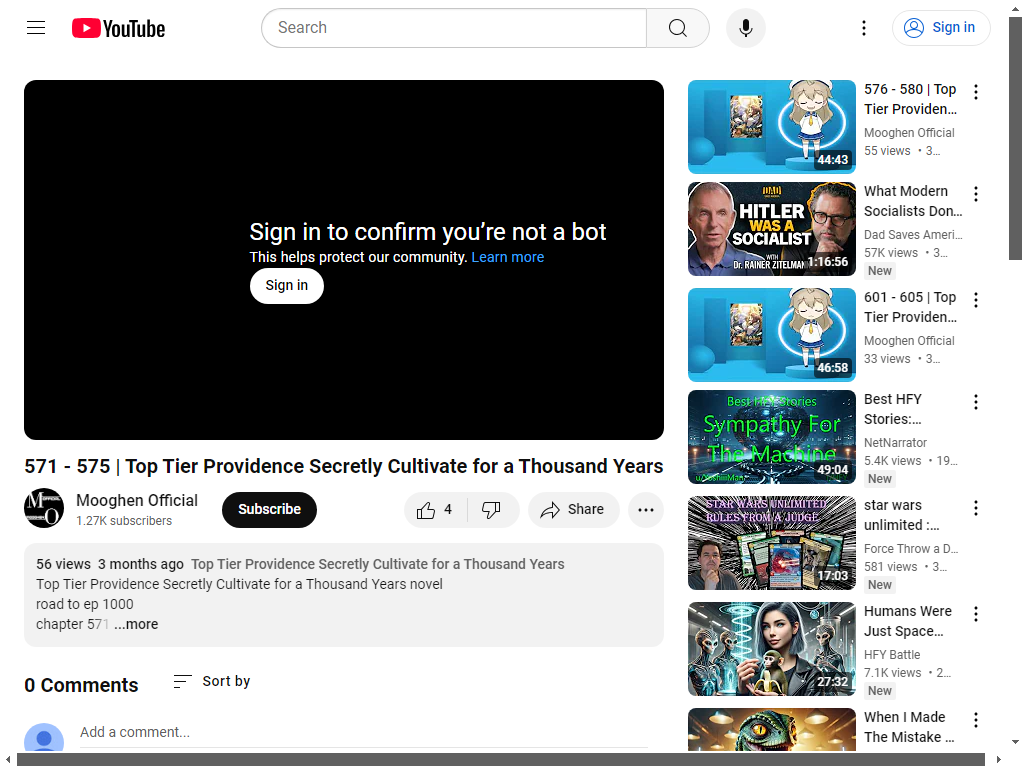 YouTube
Search
Sign in
Sign in to confirm you’re not a bot
This helps protect our community. Learn more
Sign in
571 - 575 | Top Tier Providence Secretly Cultivate for a Thousand Years
Mooghen Official
1.27K subscribers
Subscribe
4
Share
56 views 3 months ago Top Tier Providence Secretly Cultivate for a Thousand Years
Top Tier Providence Secretly Cultivate for a Thousand Years novel
road to ep 1000
chapter 571 ...more
0 Comments
Sort by
Add a comment...
44:43
576 - 580 | Top
Tier Providen...
Mooghen Official
55 views • 3...
DAD
HITLER
WAS A
SOCIALIST
WITH
Dr. RAINER ZITELMAN
1:16:56
What Modern
Socialists Don...
Dad Saves Ameri...
57K views • 3...
New
46:58
601 - 605 | Top
Tier Providen...
Mooghen Official
33 views • 3...
Best HFY Stories
Sympathy For
The Machine
49:04
Best HFY
Stories:...
NetNarrator
5.4K views • 19...
New
STAR WARS UNLIMITED
RULES FROM A JUDGE
17:03
star wars
unlimited :...
Force Throw a D...
581 views • 3...
New
27:32
Humans Were
Just Space...
HFY Battle
7.1K views • 2...
New
When I Made
The Mistake ...